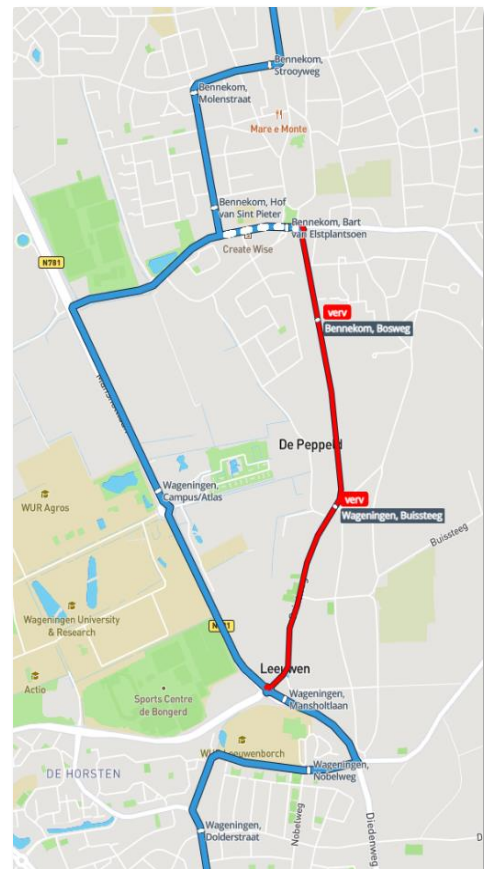 Bennekom,
Strooyweg
Bennekom,
Molenstraat
Mare e Monte
Bennekom, Hof
van Sint Pieter
Bennekom, Bart
van Elstplantsoen
Create Wise
N781
verv
Bennekom, Bosweg
De Peppeld
Wageningen,
Campus/Atlas
verv
Wageningen, Buissteeg
WUR Agros
Buissteeg
Wageningen University
& Research
Leeuwen
Actio
Sports Centre
de Bongerd
Wageningen,
Mansholtlaan
WUR Leeuwenborch
Wageningen,
Nobelweg
DE HORSTEN
Wageningen,
Dolderstraat
Nobelweg
Diedenweg
D